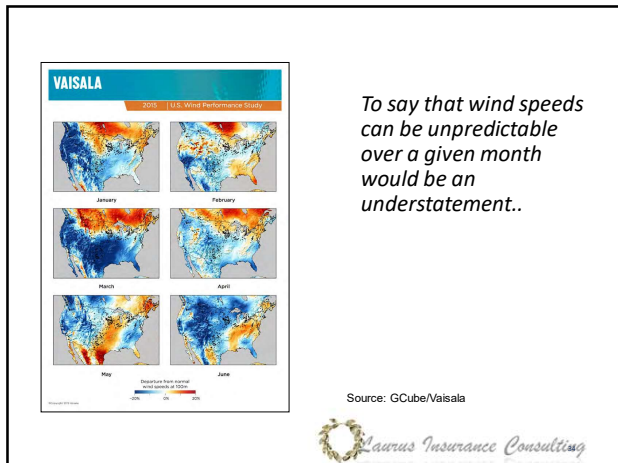 VAISALA
2015 | U.S. Wind Performance Study
January
February
March
April
May
June
Departure from normal
wind speeds at 100m
-20%
0%
20%
To say that wind speeds
can be unpredictable
over a given month
would be an
understatement..
Source: GCube/Vaisala
Laurus Insurance Consulting